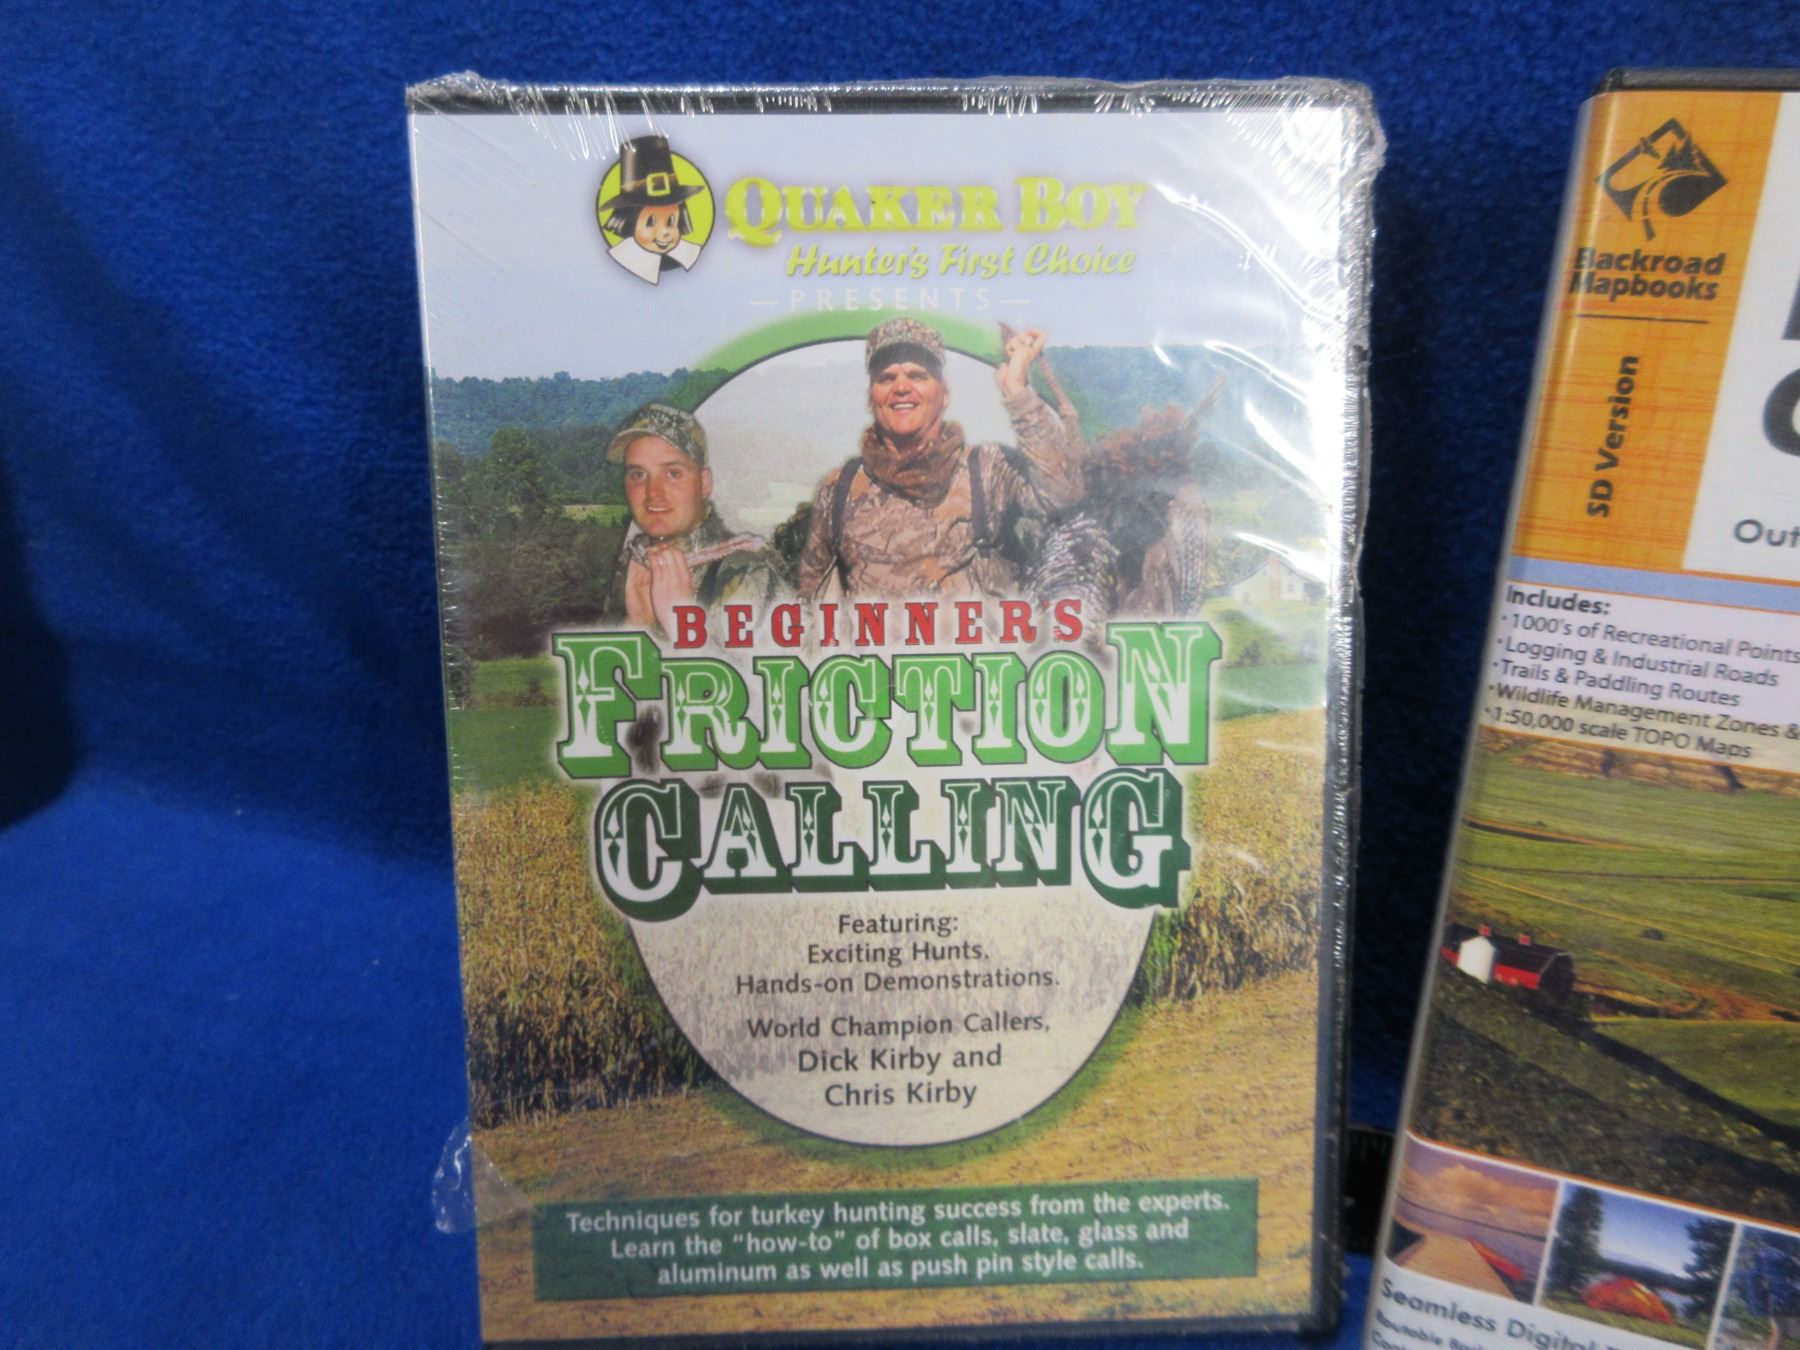 QUAKER BOY
Hunter's First Choice
—PRESENTS—
BEGINNER'S
FRICTION
CALLING
Featuring:
Exciting Hunts.
Hands-on Demonstrations.
World Champion Callers,
Dick Kirby and
Chris Kirby
Techniques for turkey hunting success from the experts.
Learn the "how-to" of box calls, slate, glass and
aluminum as well as push pin style calls.
Backroad
Mapbooks
SD Version
Includes:
· 1000's of Recreational Points
· Logging & Industrial Roads
· Trails & Paddling Routes
· Wildlife Management Zones &
· 1:50,000 scale TOPO Maps
Seamless Digital